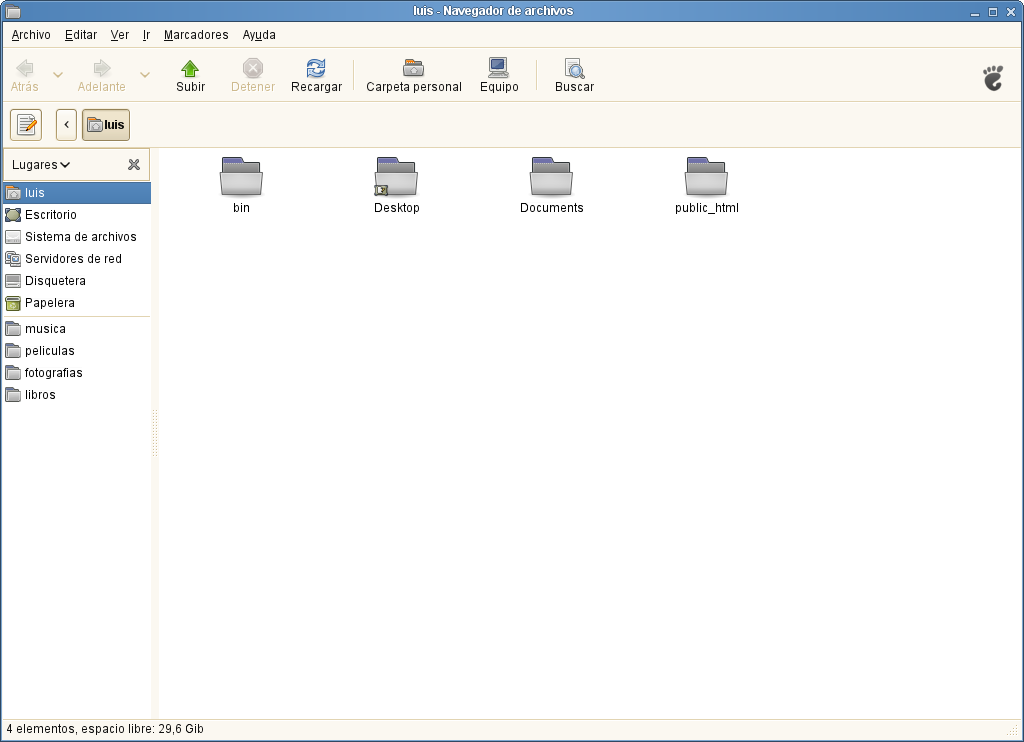 luis - Navegador de archivos
Archivo Editar Ver Ir Marcadores Ayuda
Atrás Adelante Subir Detener Recargar Carpeta personal Equipo Buscar
luis
Lugares
luis
Escritorio
Sistema de archivos
Servidores de red
Disquetera
Papelera
musica
peliculas
fotografias
libros
bin Desktop Documents public_html
4 elementos, espacio libre: 29,6 Gib